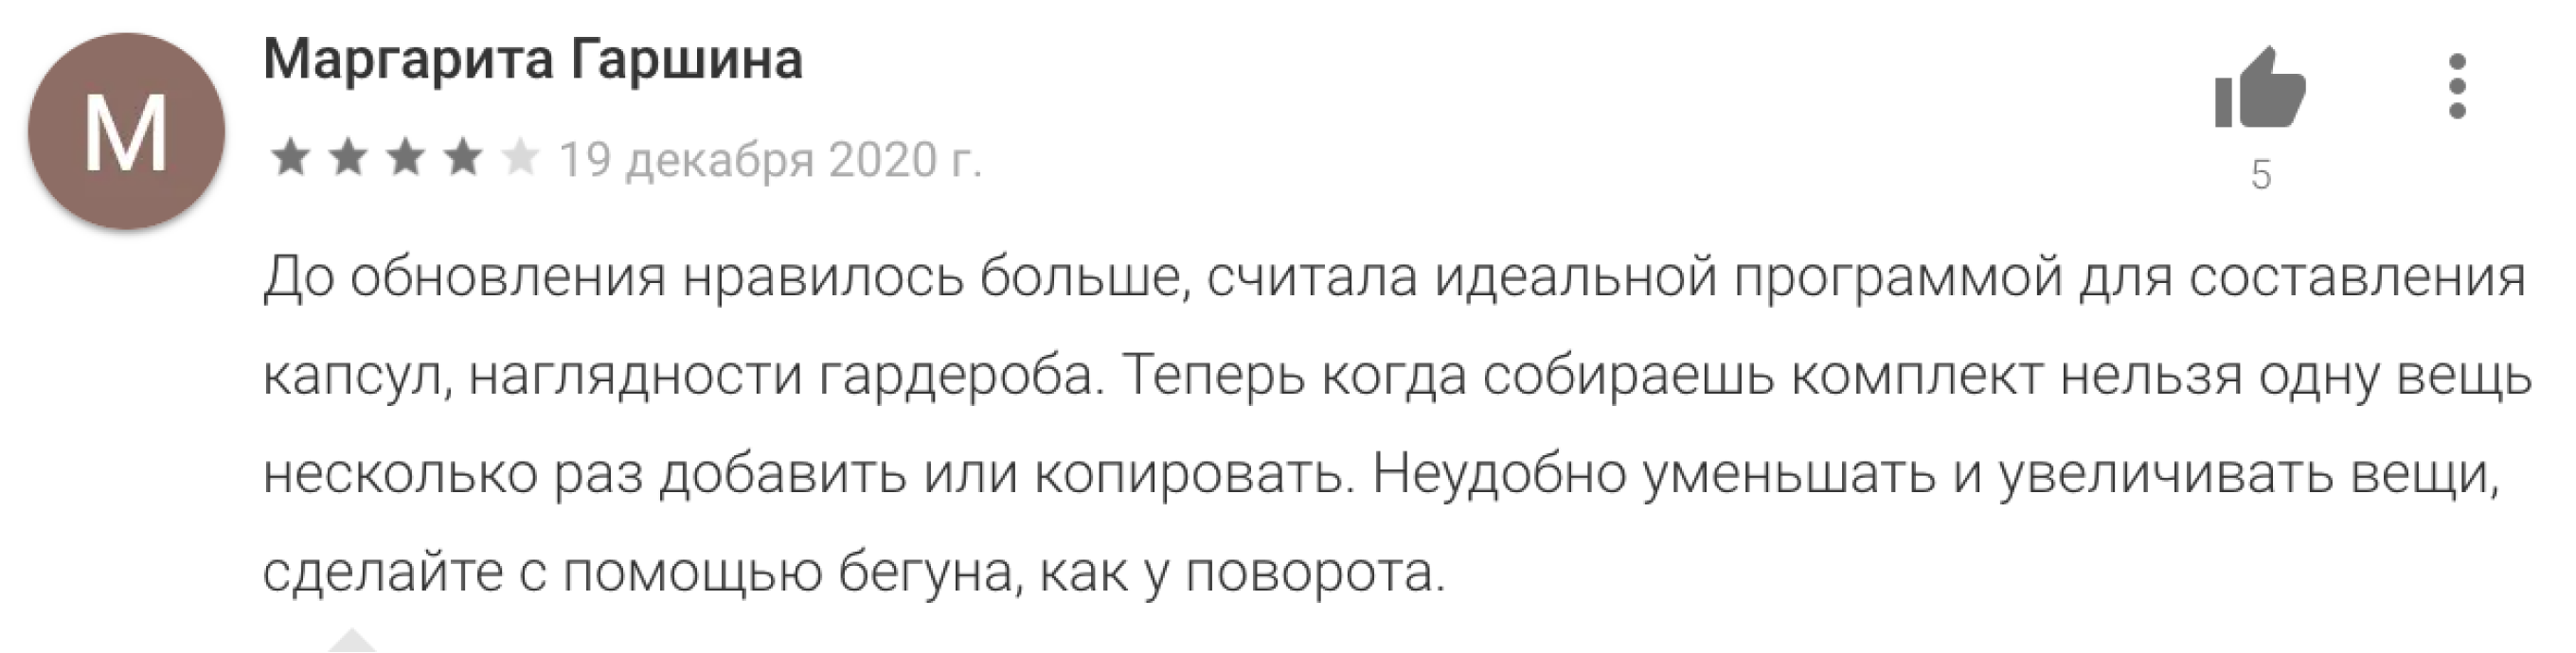 М
Маргарита Гаршина
19 декабря 2020 г.
5
До обновления нравилось больше, считала идеальной программой для составления
капсул, наглядности гардероба. Теперь когда собираешь комплект нельзя одну вещь
несколько раз добавить или копировать. Неудобно уменьшать и увеличивать вещи,
сделайте с помощью бегуна, как у поворота.